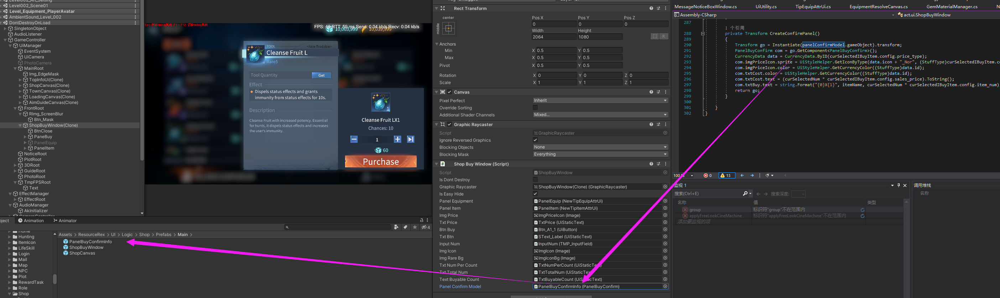 Level002_Art_Setting
Level002_Scene01
Level_Equipment_PlayerAvatar
AmbientSound_Level_002
DontDestroyOnLoad
SingletonObject
AudioListener
GameController
UiManager
EventSystem
UiCamera
PhotoCamera
MainRoot
Img_EdgeMask
TopInfoUi(Clone)
ShopCanvas(Clone)
TownCanvas(Clone)
LoadingCanvas(Clone)
AimGuideCanvas(Clone)
FrontRoot
RImg_ScreenBlur
Btn_Mask
ShopBuyWindow(Clone)
BtnClose
PaneBuy
PanelEquip
PanelItem
NoticeRoot
PlotRoot
3DRoot
GuideRoot
PhotoRoot
TmpFPSRoot
Text
EffectManager
EffectRoot
AudioManager
AkInitializer
FPS: 49 RTT: 59 ms Send: 0.04 kb/s Recv: 0.04 kb/s
10,003,999
10,039,999
TOOL
<Non-Tradable>
Cleanse Fruit L
Rare5
Tool Quantity
Get
Effect
Dispels status effects and grants
immunity from status effects for 10s.
Description
Cleanse Fruit with increased potency. Essential
for hunts, it dispels status effects and increases
the user's immunity.
1
Cleanse Fruit LX1
Chances: 10
1
60
Purchase
Animation
Animator
4
Home
Hunting
ItemIcon
LifeSkill
Login
Mail
Map
NPC
Plot
RewardTask
Role
Shop
Assets > ResourceRex > UI > Logic > Shop > Prefabs > Main >
PanelBuyConfirmInfo
ShopBuyWindow
ShopCanvas
Rect Transform
center
middle
Pos X Pos Y Pos Z
0 0 0
Width Height
2064 1080
R
Anchors
Min X 0.5 Y 0.5
Max X 0.5 Y 0.5
Pivot X 0.5 Y 0.5
Rotation X 0 Y 0 Z 0
Scale X 1 Y 1 Z 1
Canvas
Pixel Perfect Inherit
Override Sorting
Additional Shader Channels Mixed...
Graphic Raycaster
Script GraphicRaycaster
Ignore Reversed Graphics
Blocking Objects None
Blocking Mask Everything
Shop Buy Window (Script)
Script ShopBuyWindow
Is Dont Destroy
Graphic Raycaster ShopBuyWindow(Clone) (GraphicRaycaster)
Is Easy Hide
Panel Equipment PanelEquip (NewTipEquipAttrUi)
Panel Item PanelItem (NewTipItemAttrUi)
Img Price ImgPriceIcon (Image)
Txt Price TxtPrice (UiStaticText)
Btn Buy Btn_A1_1 (UiButton)
Txt Btn SText_Label (UiStaticText)
Input Num InputNum (TMP_InputField)
Img Icon ImgIcon (Image)
Img Rare Bg ImgIconBg (Image)
Txt Num Per Count TxtNumPerCount (UiStaticText)
Txt Total Num TxtTotalNum (UiStaticTex
Text Buyable Count TxtBuyableCount (UiStaticText)
Panel Confirm Model PanelBuyConfirmInfo (PanelBuyConfirm)
MessageNoticeBoxWindow.cs UiUtility.cs TipEquipAttrUi.cs EquipmentResolveCanvas.cs GemMaterialManager.cs
Assembly-CSharp act.ui.ShopBuyWindow
287
1 个引用
288 private Transform CreateConfirmPanel()
289 {
290 Transform go = Instantiate(panelConfirmModel.gameObject).transform;
291 PanelBuyConfirm com = go.GetComponent<PanelBuyConfirm>();
292 CurrencyData data = CurrencyData.ByID(curSelectedIBuyItem.config.price_type);
293 com.imgPriceIcon.sprite = UiStyleHelper.GetIconByType(data.icon + "_Nor", (StuffType)curSelectedIBuyItem.co
294 com.imgPriceIcon.color = UiStyleHelper.GetCurrencyColor((StuffType)data.id);
295 com.txtCost.color = UiStyleHelper.GetCurrencyColor((StuffType)data.id);
296 com.txtCost.text = (curSelectedNum * curSelectedIBuyItem.config.sales_price).ToString();
297 com.txtBuy.text = string.Format("{0}X{1}", itemName, curSelectedNum * curSelectedIBuyItem.config.item_num)
298 return go;
299 }
300
301 }
302 }
100 % 0 13
监视 1
搜索(Ctrl+E) 搜索深度:
名称 值 类型
group 标识符“group”不在范围内
applyFreeLookCineMachine 标识符“applyFreeLookCineMachine”不在范围内
添加要监视的项
调用堆栈
名称